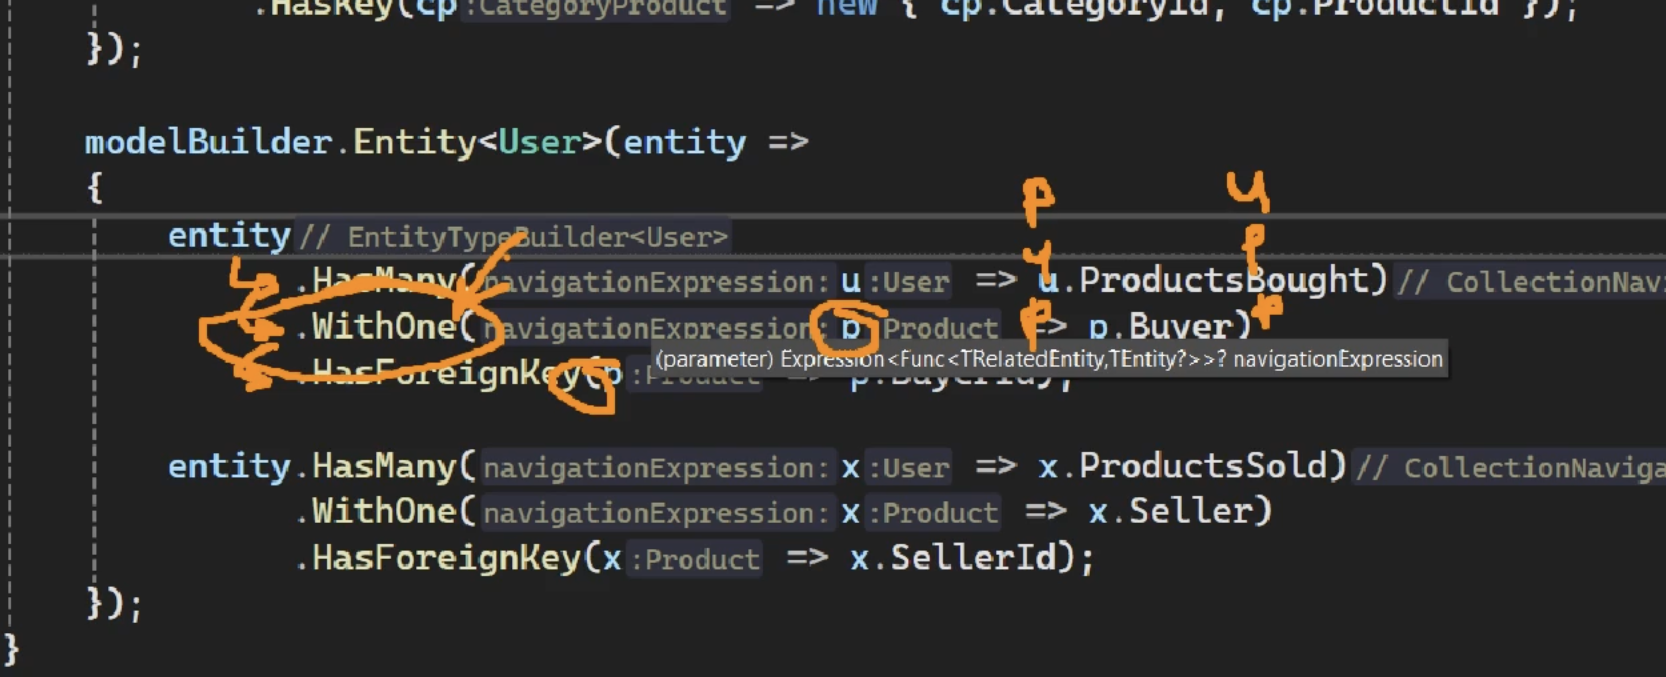 .HasKey(cp:CategoryProduct => new { cp.CategoryId, cp.ProductId });
});
modelBuilder.Entity<User>(entity =>
{
p u
entity // EntityTypeBuilder<User>
y p
.HasMany(navigationExpression: u:User => u.ProductsBought) // CollectionNavi
.WithOne(navigationExpression: p:Product => p.Buyer)
(parameter) Expression<Func<TRelatedEntity,TEntity?>>? navigationExpression
.HasForeignKey(p:Product => p.BuyerId);
entity.HasMany(navigationExpression: x:User => x.ProductsSold) // CollectionNaviga
.WithOne(navigationExpression: x:Product => x.Seller)
.HasForeignKey(x:Product => x.SellerId);
});
}